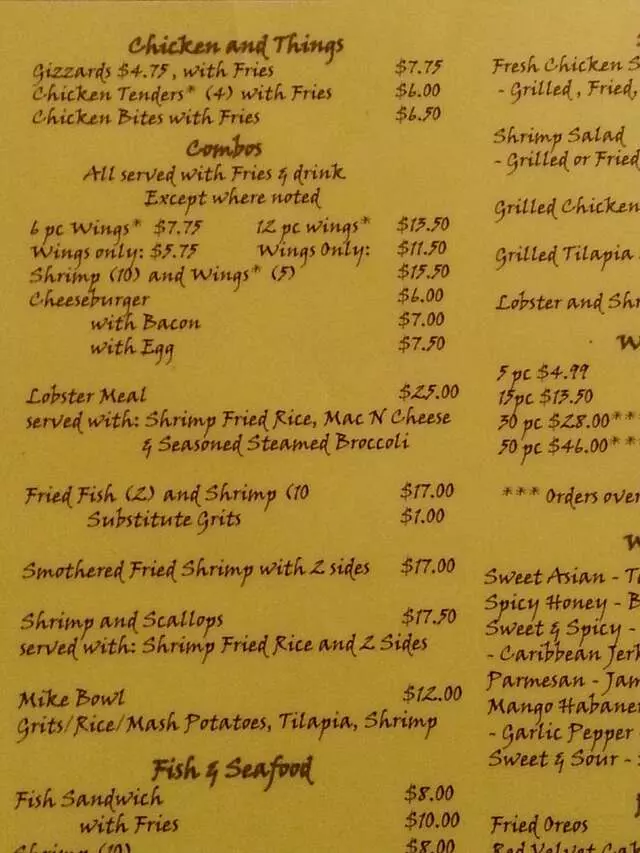 Chicken and Things
Gizzards $4.75, with Fries $7.75
Chicken Tenders* (4) with Fries $6.00
Chicken Bites with Fries $6.50
Combos
All served with Fries & drink
Except where noted
6 pc Wings* $7.75 12 pc wings* $13.50
Wings only: $5.75 Wings Only: $11.50
Shrimp (10) and Wings* (5) $15.50
Cheeseburger $6.00
with Bacon $7.00
with Egg $7.50
Lobster Meal $25.00
served with: Shrimp Fried Rice, Mac N Cheese
& Seasoned Steamed Broccoli
Fried Fish (2) and Shrimp (10 $17.00
Substitute Grits $1.00
Smothered Fried Shrimp with 2 sides $17.00
Shrimp and Scallops $17.50
served with: Shrimp Fried Rice and 2 Sides
Mike Bowl $12.00
Grits/Rice/Mash Potatoes, Tilapia, Shrimp
Fish & Seafood
Fish Sandwich $8.00
with Fries $10.00
Shrimp (10) $8.00
Fresh Chicken S
- Grilled, Fried,
Shrimp Salad
- Grilled or Fried
Grilled Chicken
Grilled Tilapia
Lobster and Shr
W
5 pc $4.99
15pc $13.50
30 pc $28.00**
50 pc $46.00**
*** Orders over
W
Sweet Asian - T
Spicy Honey - B
Sweet & Spicy -
- Caribbean Jerk
Parmesan - Jam
Mango Habaner
- Garlic Pepper
Sweet & Sour -
Fried Oreos
Red Velvet Cak